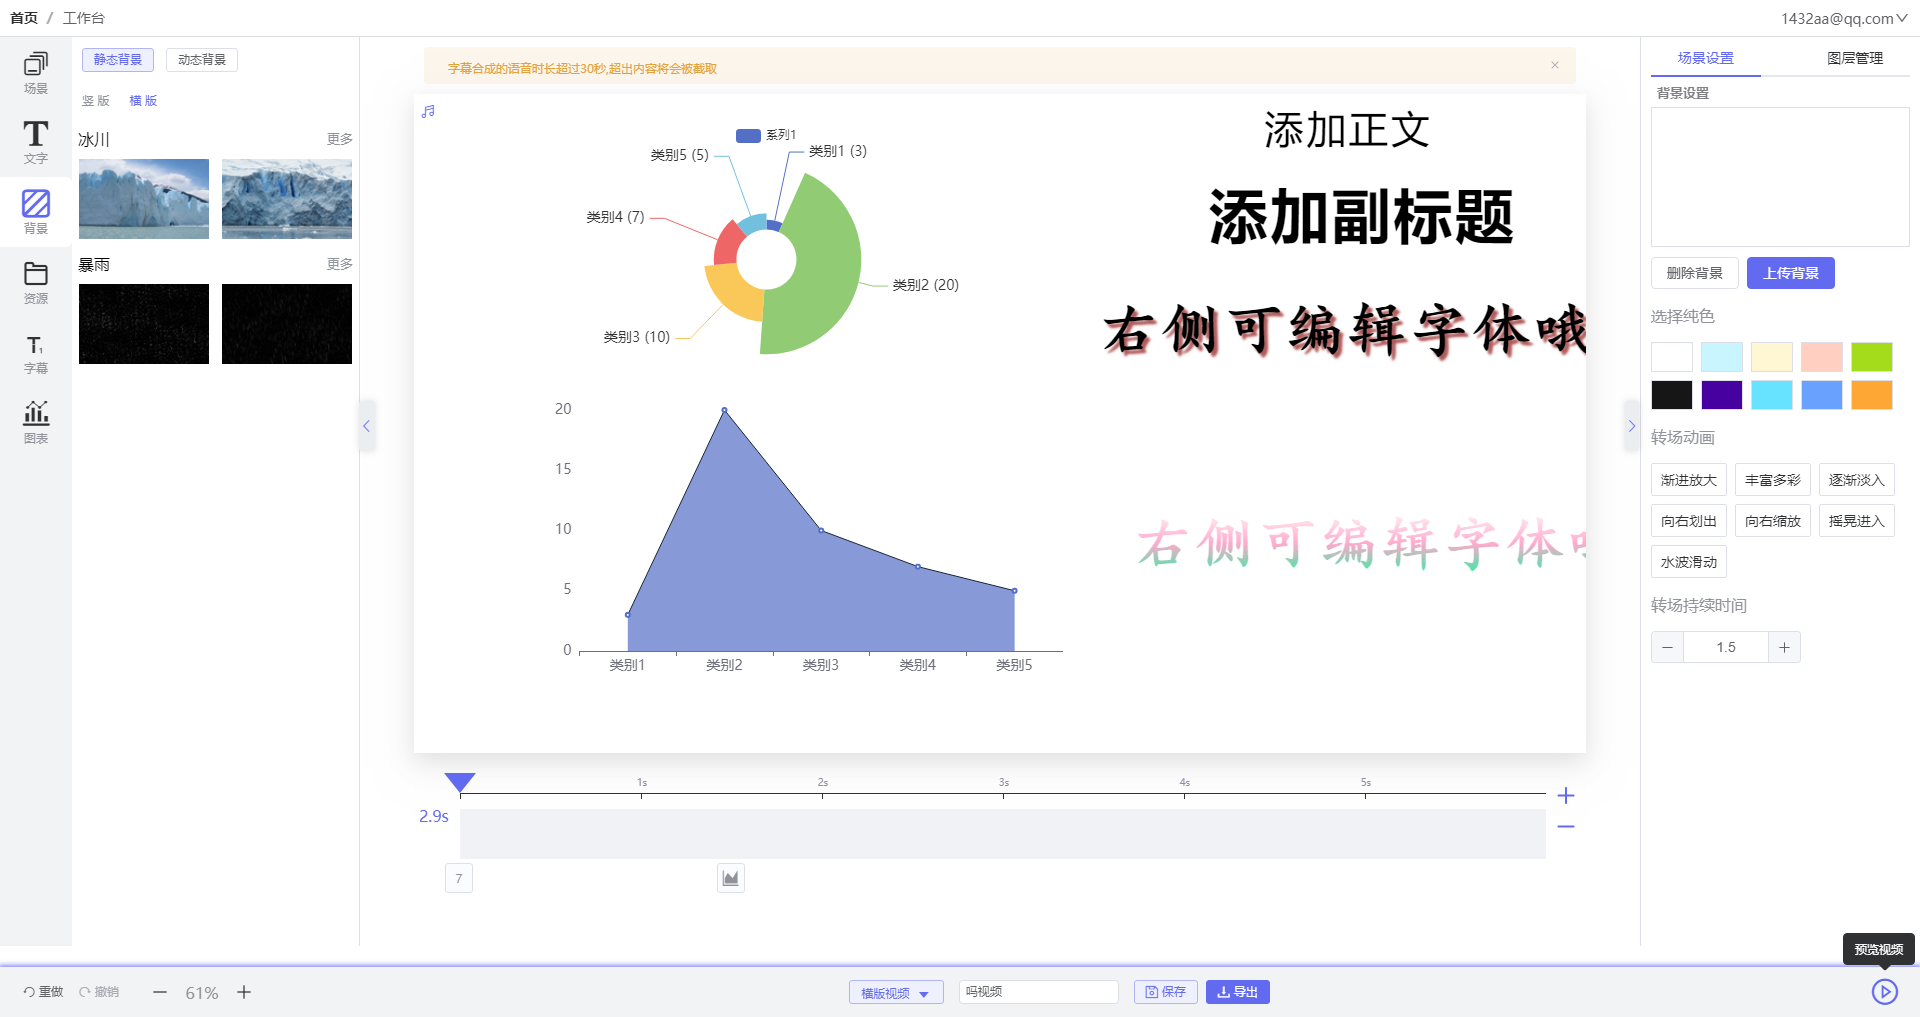 首页 / 工作台
1432aa@qq.com
场景
文字
背景
资源
字幕
图表
静态背景 动态背景
竖版 横版
冰川 更多
暴雨 更多
字幕合成的语音时长超过30秒,超出内容将会被截取
系列1
类别1 (3)
类别5 (5)
类别4 (7)
类别2 (20)
类别3 (10)
添加正文
添加副标题
右侧可编辑字体哦
右侧可编辑字体
20
15
10
5
0
类别1 类别2 类别3 类别4 类别5
1s 2s 3s 4s 5s
2.9s
7
场景设置 图层管理
背景设置
删除背景 上传背景
选择纯色
转场动画
渐进放大 丰富多彩 逐渐淡入
向右划出 向右缩放 摇晃进入
水波滑动
转场持续时间
1.5
预览视频
重做 撤销 61%
横版视频 吗视频 保存 导出